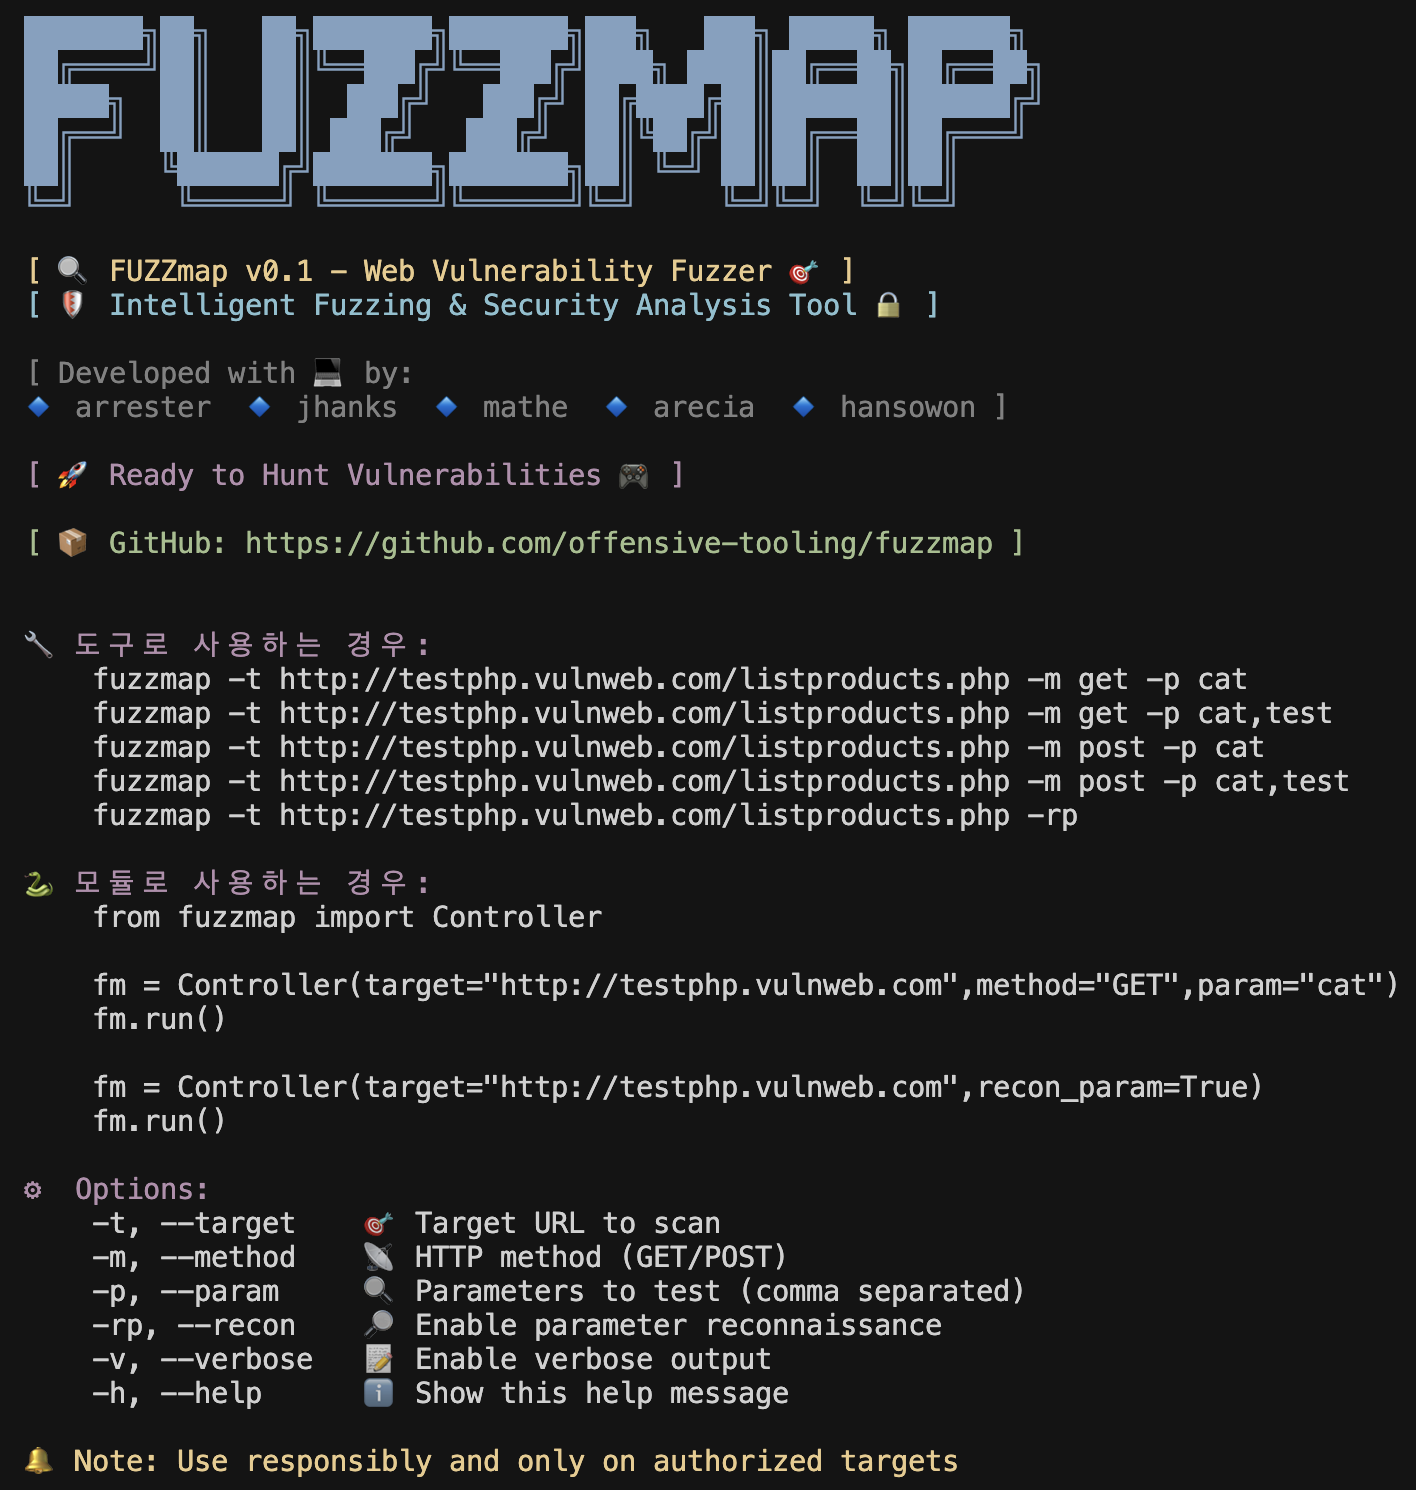 FUZZMAP
[ 🔍 FUZZmap v0.1 - Web Vulnerability Fuzzer 🎯 ]
[ 🛡️ Intelligent Fuzzing & Security Analysis Tool 🔒 ]
[ Developed with 💻 by:
🔹 arrester 🔹 jhanks 🔹 mathe 🔹 arecia 🔹 hansowon ]
[ 🚀 Ready to Hunt Vulnerabilities 🎮 ]
[ 📦 GitHub: https://github.com/offensive-tooling/fuzzmap ]
🔧 도구로 사용하는 경우:
fuzzmap -t http://testphp.vulnweb.com/listproducts.php -m get -p cat
fuzzmap -t http://testphp.vulnweb.com/listproducts.php -m get -p cat,test
fuzzmap -t http://testphp.vulnweb.com/listproducts.php -m post -p cat
fuzzmap -t http://testphp.vulnweb.com/listproducts.php -m post -p cat,test
fuzzmap -t http://testphp.vulnweb.com/listproducts.php -rp
🐍 모듈로 사용하는 경우:
from fuzzmap import Controller
fm = Controller(target="http://testphp.vulnweb.com",method="GET",param="cat")
fm.run()
fm = Controller(target="http://testphp.vulnweb.com",recon_param=True)
fm.run()
⚙ Options:
-t, --target 🎯 Target URL to scan
-m, --method 📡 HTTP method (GET/POST)
-p, --param 🔍 Parameters to test (comma separated)
-rp, --recon 🔎 Enable parameter reconnaissance
-v, --verbose 📝 Enable verbose output
-h, --help ℹ️ Show this help message
🔔 Note: Use responsibly and only on authorized targets